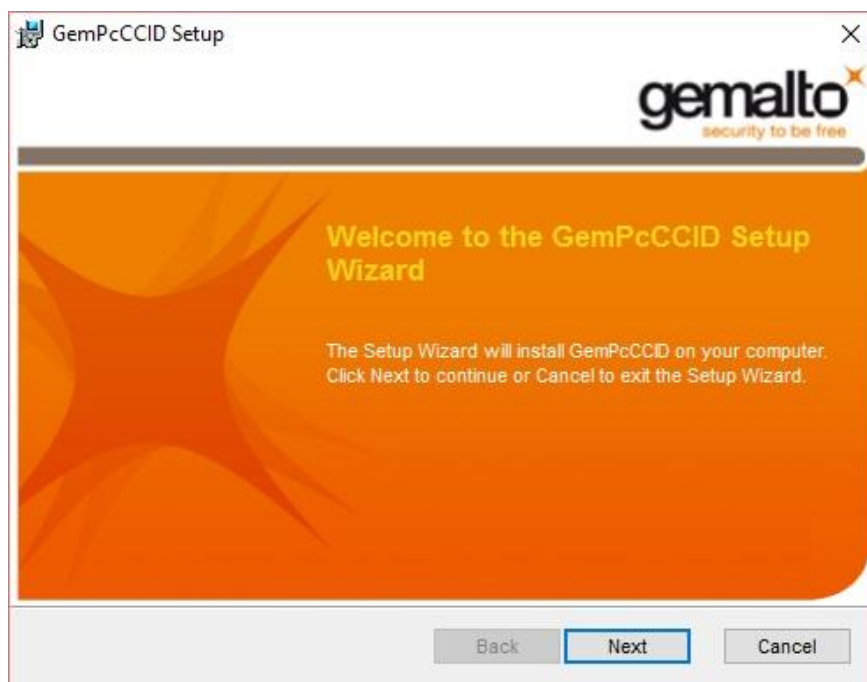 GemPcCCID Setup
gemalto
security to be free
Welcome to the GemPcCCID Setup
Wizard
The Setup Wizard will install GemPcCCID on your computer.
Click Next to continue or Cancel to exit the Setup Wizard.
Back Next Cancel